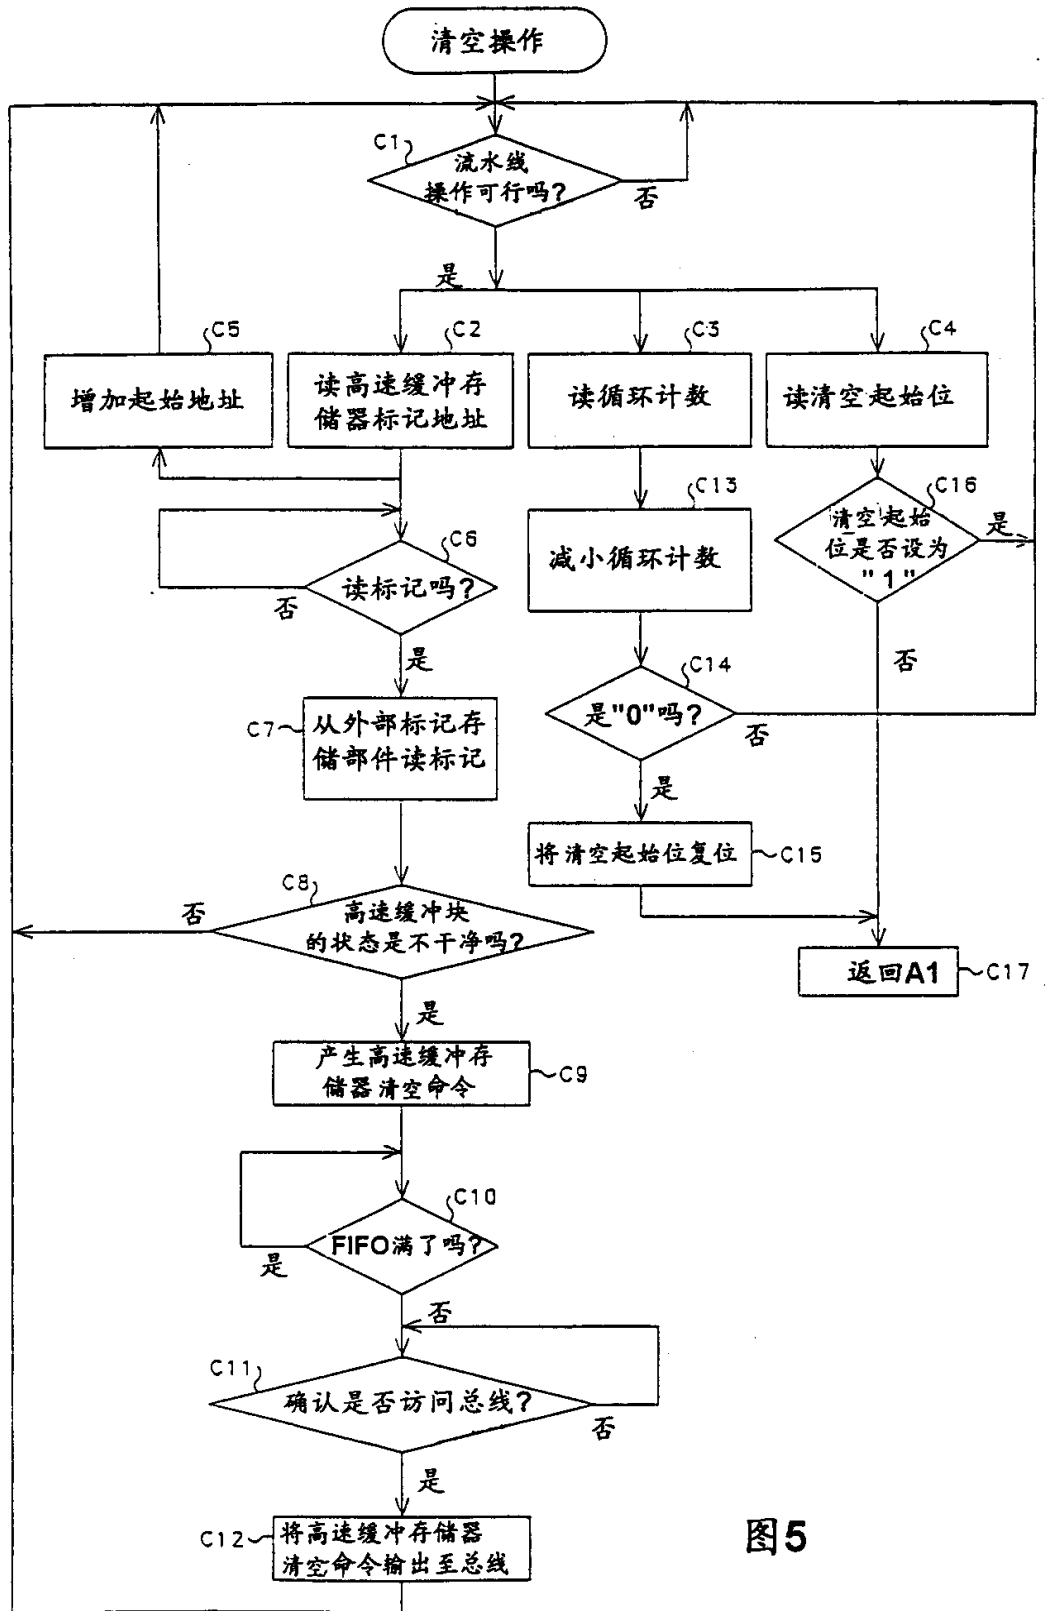 清空操作
C1
流水线
操作可行吗?
否
是
C5
C2
C3
C4
增加起始地址
读高速缓冲存
储器标记地址
读循环计数
读清空起始位
C13
C16
清空起始
位是否设为
"1"
是
C6
减小循环计数
读标记吗?
否
是
C14
否
C7
从外部标记存
储部件读标记
是"0"吗?
否
是
将清空起始位复位
C15
C8
高速缓冲块
的状态是不干净吗?
否
返回A1
C17
是
产生高速缓冲存
储器清空命令
C9
C10
FIFO满了吗?
是
否
C11
确认是否访问总线?
否
是
C12
将高速缓冲存储器
清空命令输出至总线
图5